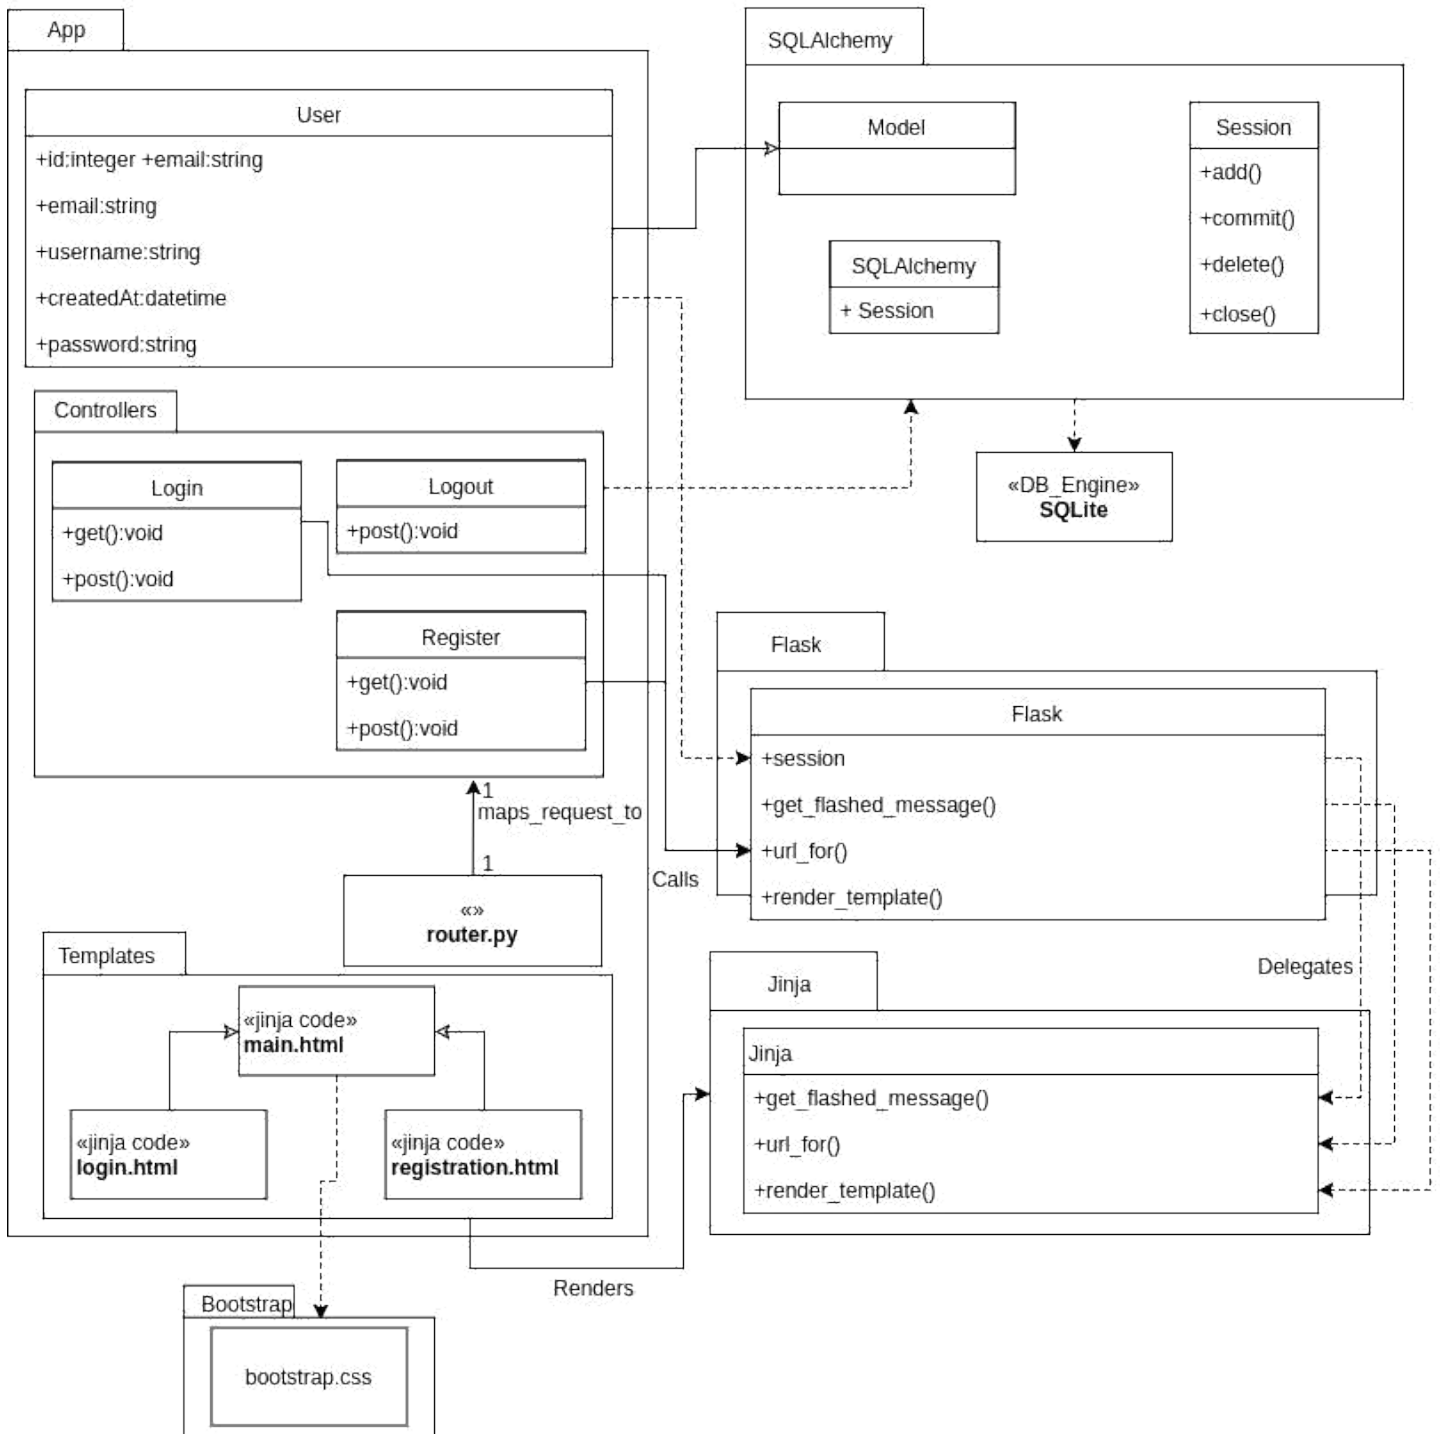 App
User
+id:integer +email:string
+email:string
+username:string
+createdAt:datetime
+password:string
Controllers
Login
+get():void
+post():void
Logout
+post():void
Register
+get():void
+post():void
1
maps_request_to
1
«»
router.py
Templates
«jinja code»
main.html
«jinja code»
login.html
«jinja code»
registration.html
Bootstrap
bootstrap.css
SQLAlchemy
Model
SQLAlchemy
+ Session
Session
+add()
+commit()
+delete()
+close()
«DB_Engine»
SQLite
Flask
Flask
+session
+get_flashed_message()
+url_for()
+render_template()
Calls
Delegates
Jinja
Jinja
+get_flashed_message()
+url_for()
+render_template()
Renders